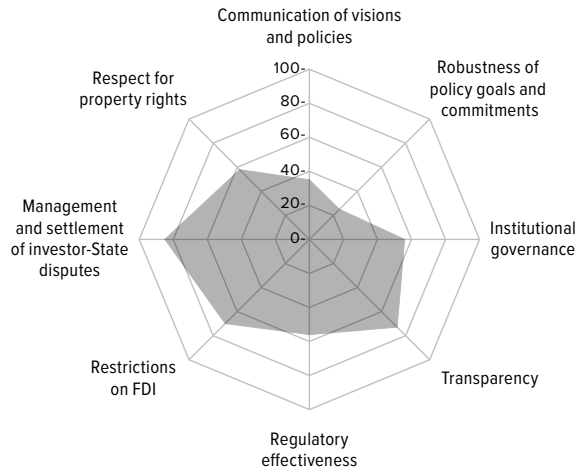 Communication of visions
and policies
Robustness of
policy goals and
commitments
Institutional
governance
Transparency
Regulatory
effectiveness
Restrictions
on FDI
Management
and settlement
of investor-State
disputes
Respect for
property rights
100-
80-
60-
40-
20-
0-